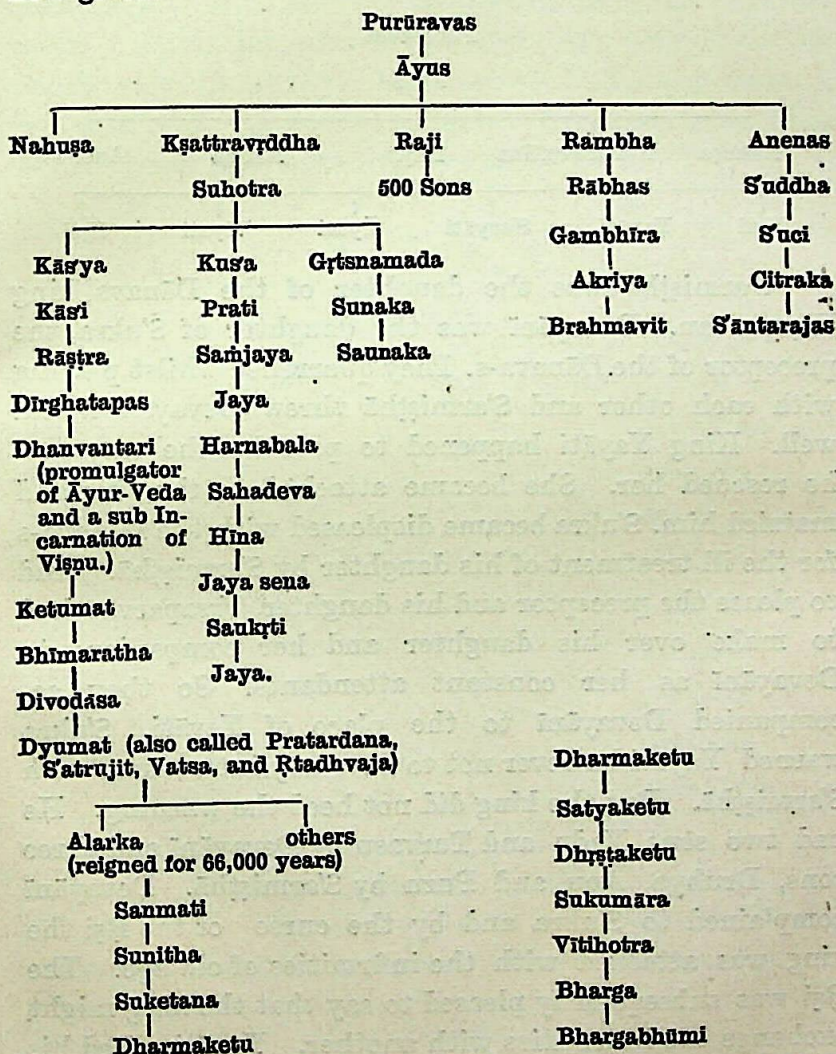 Purūravas
Āyus
Nahuṣa Kṣattravṛddha Raji Rambha Anenas
Suhotra 500 Sons Rābhas S'uddha
Gambhīra S'uci
Kās'ya Kus'a Gṛtsnamada
Akriya Citraka
Kās'i Prati Sunaka
Brahmavit S'āntarajas
Rāṣṭra Saṁjaya Saunaka
Dīrghatapas Jaya
Dhanvantari Harnabala
(promulgator
of Āyur-Veda Sahadeva
and a sub In-
carnation of Hīna
Viṣṇu.)
Jaya sena
Ketumat
Saukṛti
Bhīmaratha
Jaya.
Divodāsa
Dyumat (also called Pratardana,
S'atrujit, Vatsa, and Ṛtadhvaja)
Alarka others
(reigned for 66,000 years)
Sanmati
Sunitha
Suketana
Dharmaketu
Dharmaketu
Satyaketu
Dhṛṣṭaketu
Sukumāra
Vītihotra
Bharga
Bhargabhūmi